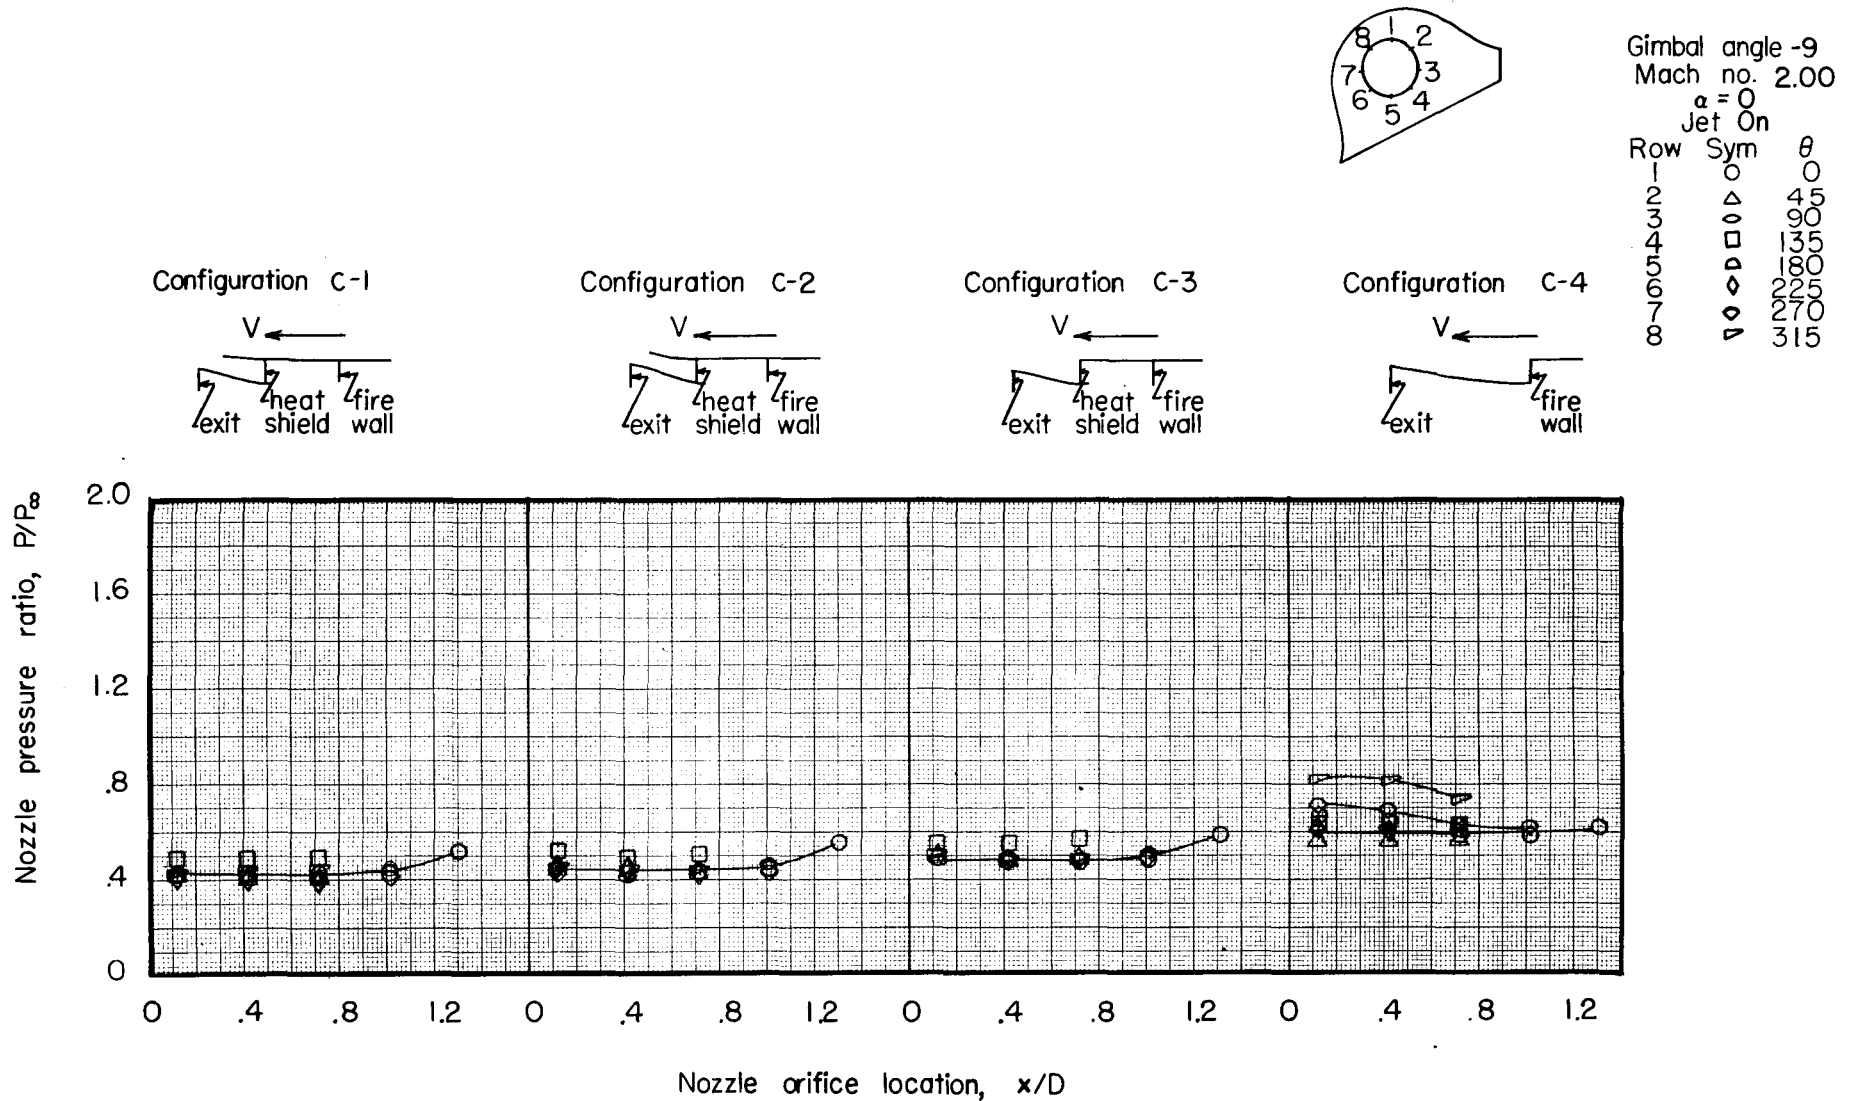 8 1 2
7 3
6 5 4
Gimbal angle -9
Mach no. 2.00
α = 0
Jet On
Row Sym θ
1 0
2 45
3 90
4 135
5 180
6 225
7 270
8 315
Configuration C-1
V
heat shield
fire wall
exit
Configuration C-2
V
heat shield
fire wall
exit
Configuration C-3
V
heat shield
fire wall
exit
Configuration C-4
V
fire wall
exit
Nozzle pressure ratio, P/P∞
2.0
1.6
1.2
.8
.4
0
0 .4 .8 1.2 0 .4 .8 1.2 0 .4 .8 1.2 0 .4 .8 1.2
Nozzle orifice location, x/D